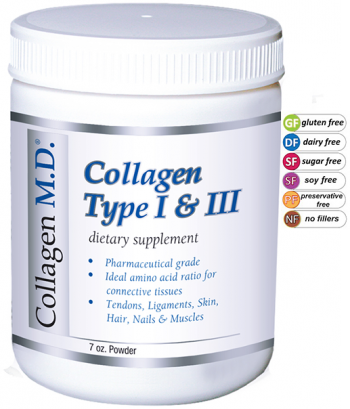 Collagen M.D.®
Collagen
Type I & III
dietary supplement
• Pharmaceutical grade
• Ideal amino acid ratio for
connective tissues
• Tendons, Ligaments, Skin,
Hair, Nails & Muscles
7 oz. Powder
GF gluten free
DF dairy free
SF sugar free
SF soy free
PF preservative
free
NF no fillers